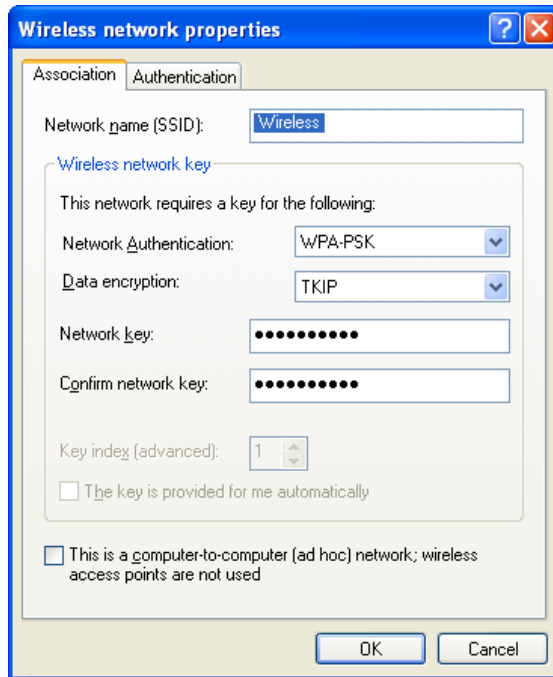 Wireless network properties
Association Authentication
Network name (SSID): Wireless
Wireless network key
This network requires a key for the following:
Network Authentication: WPA-PSK
Data encryption: TKIP
Network key: ●●●●●●●●●●
Confirm network key: ●●●●●●●●●●
Key index (advanced): 1
The key is provided for me automatically
This is a computer-to-computer (ad hoc) network; wireless
access points are not used
OK Cancel